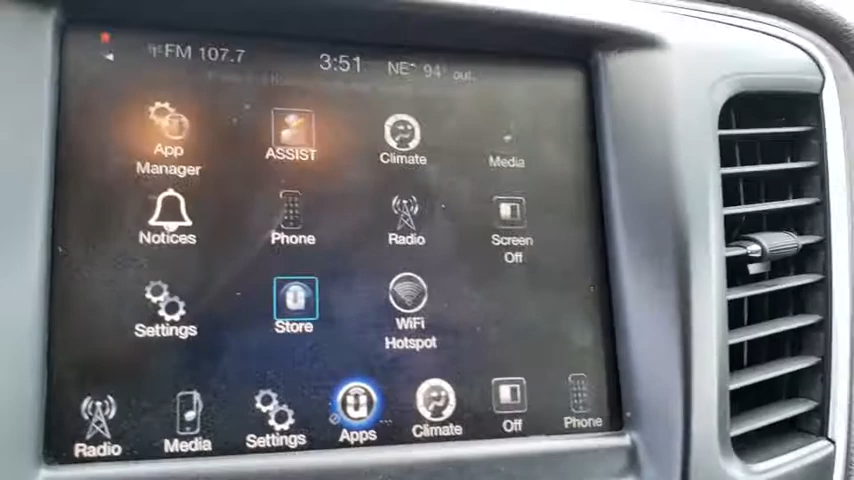 FM 107.7 3:51 NE 94° out
App Manager
ASSIST
Climate
Media
Notices
Phone
Radio
Screen Off
Settings
Store
WiFi Hotspot
Radio
Media
Settings
Apps
Climate
Off
Phone